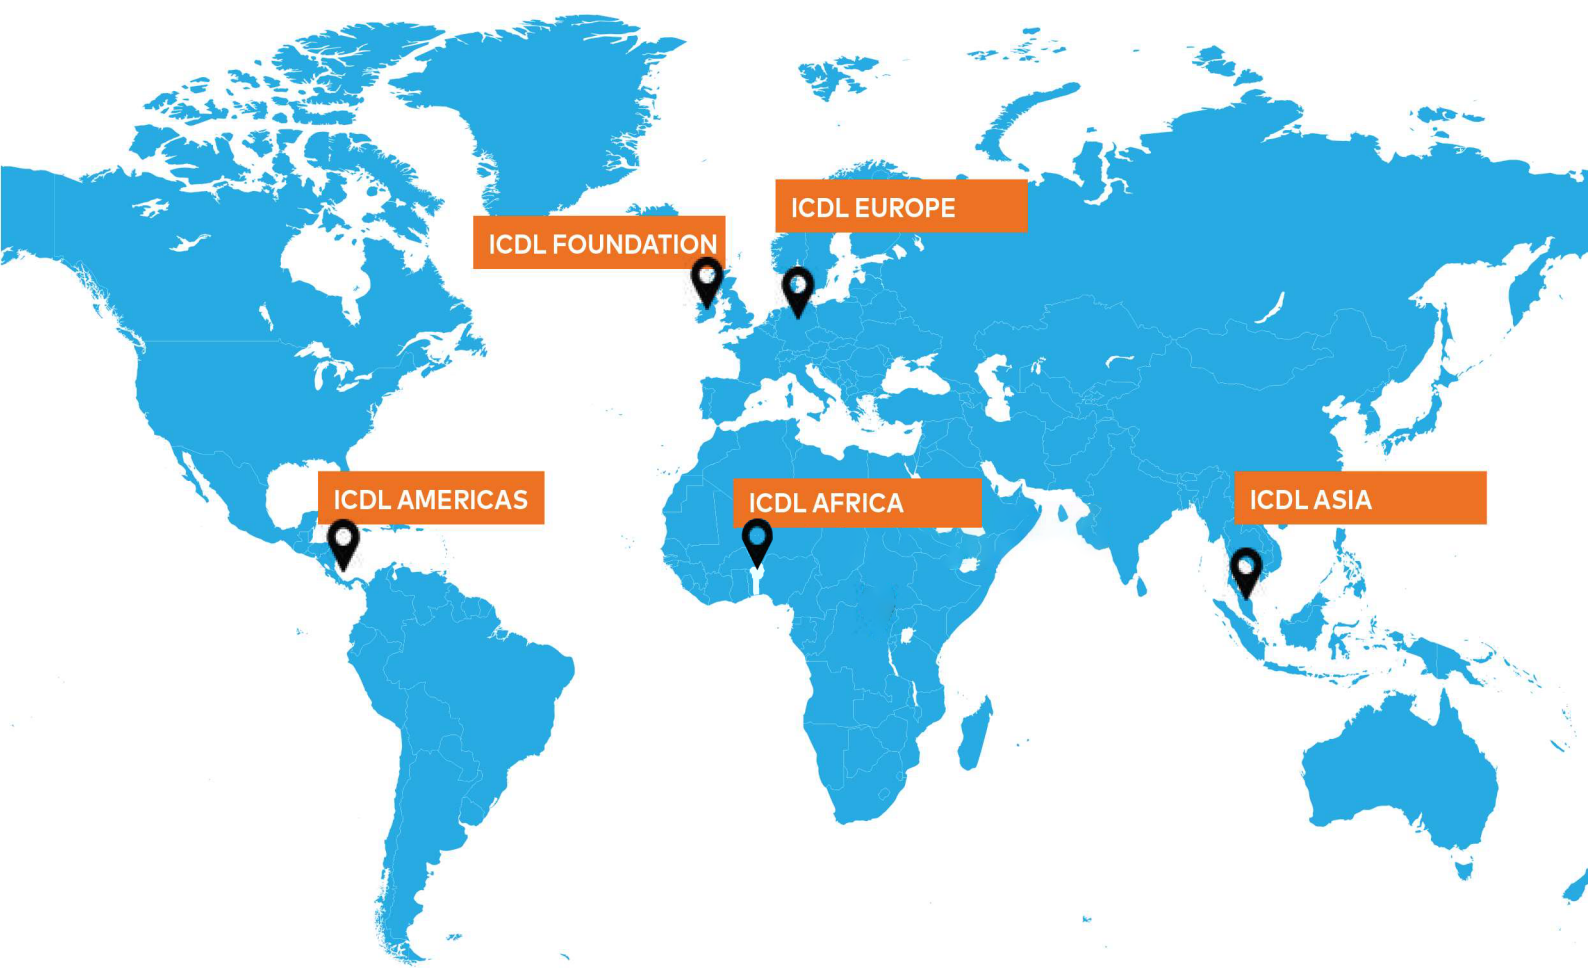 ICDL EUROPE
ICDL FOUNDATION
ICDL AMERICAS
ICDL AFRICA
ICDL ASIA